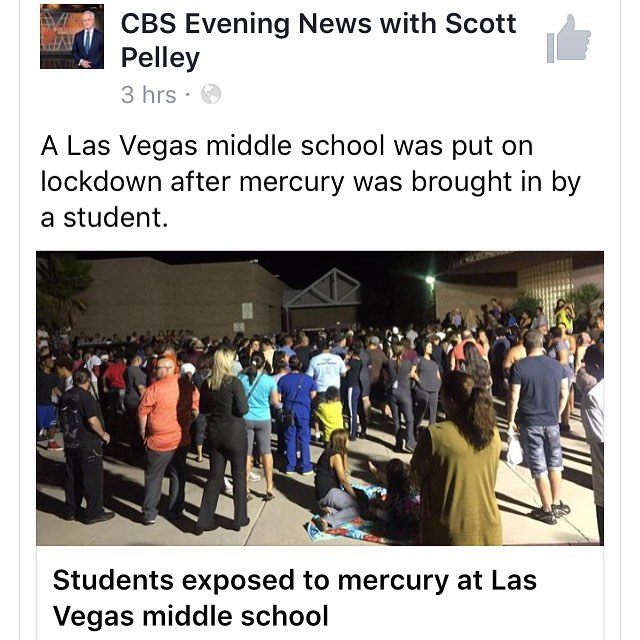 CBS Evening News with Scott
Pelley
3 hrs ·
A Las Vegas middle school was put on
lockdown after mercury was brought in by
a student.
Students exposed to mercury at Las
Vegas middle school